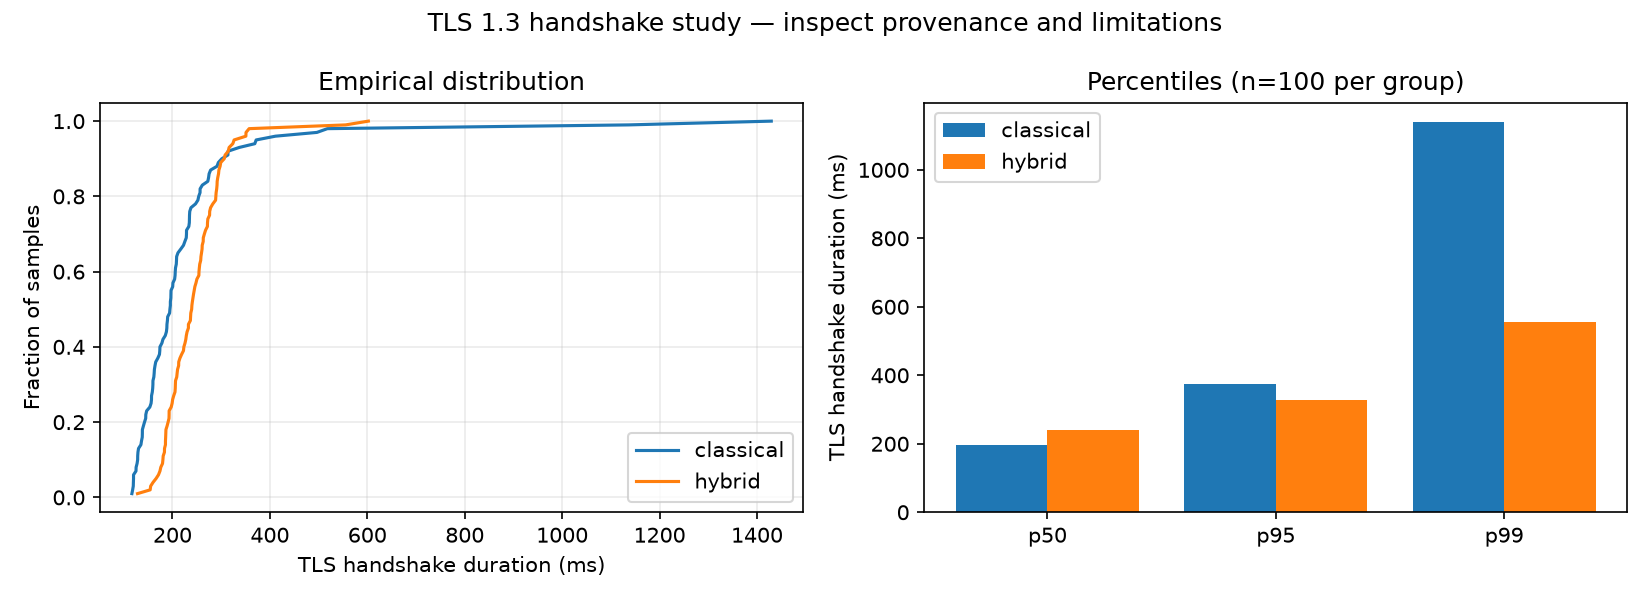 TLS 1.3 handshake study — inspect provenance and limitations
Empirical distribution
Fraction of samples
1.0
0.8
0.6
0.4
0.2
0.0
classical
hybrid
200 400 600 800 1000 1200 1400
TLS handshake duration (ms)
Percentiles (n=100 per group)
TLS handshake duration (ms)
classical
hybrid
1000
800
600
400
200
0
p50 p95 p99